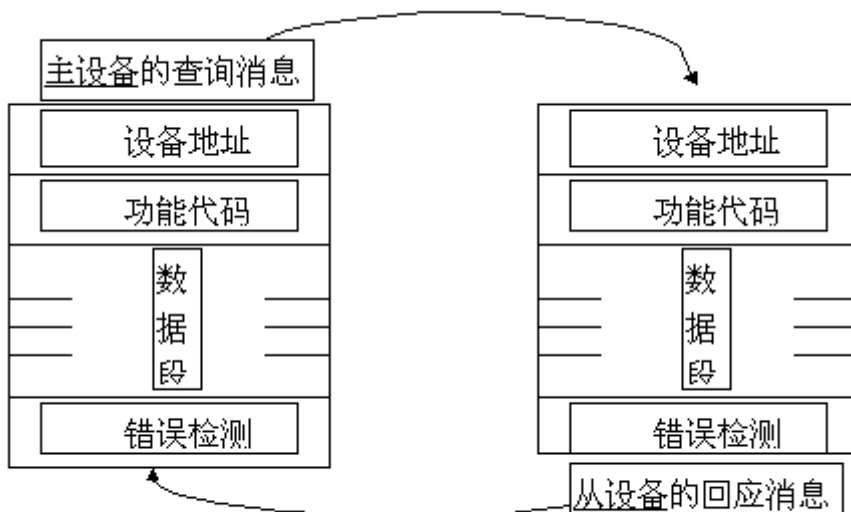 主设备的查询消息
设备地址
功能代码
数
据
段
错误检测
设备地址
功能代码
数
据
段
错误检测
从设备的回应消息